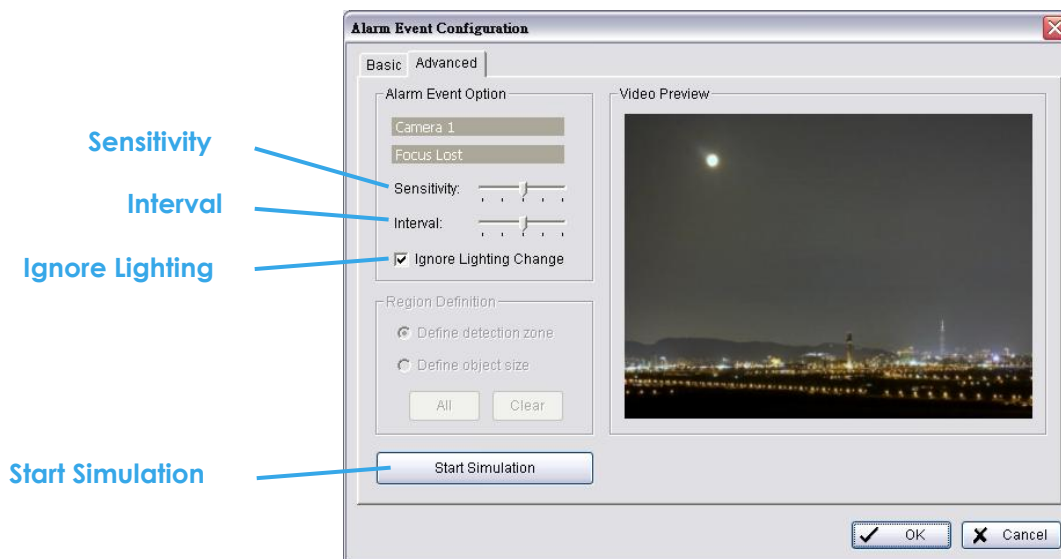 Alarm Event Configuration
Basic
Advanced
Alarm Event Option
Camera 1
Focus Lost
Sensitivity:
Interval:
Ignore Lighting Change
Region Definition
Define detection zone
Define object size
All
Clear
Start Simulation
Video Preview
OK
Cancel
Sensitivity
Interval
Ignore Lighting
Start Simulation